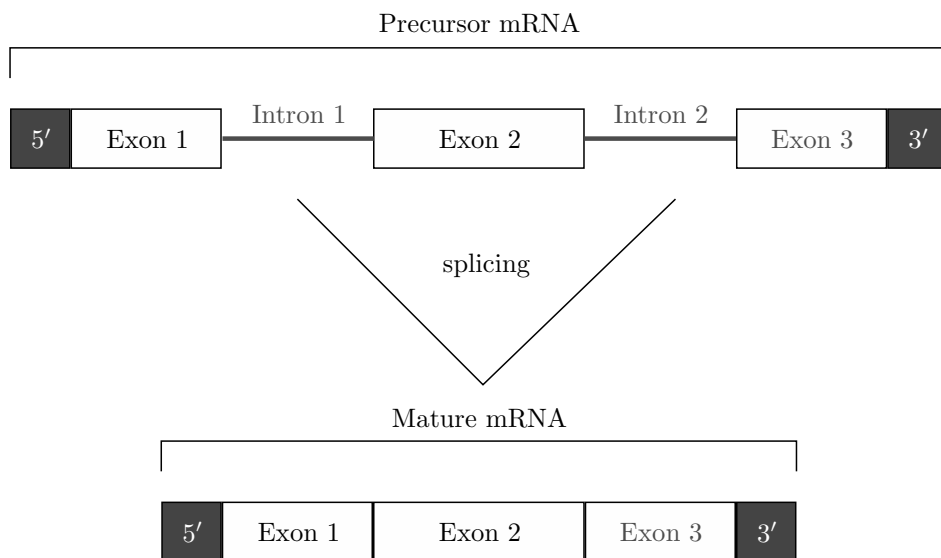 Precursor mRNA
Intron 1 Intron 2
5′ Exon 1 Exon 2 Exon 3 3′
splicing
Mature mRNA
5′ Exon 1 Exon 2 Exon 3 3′